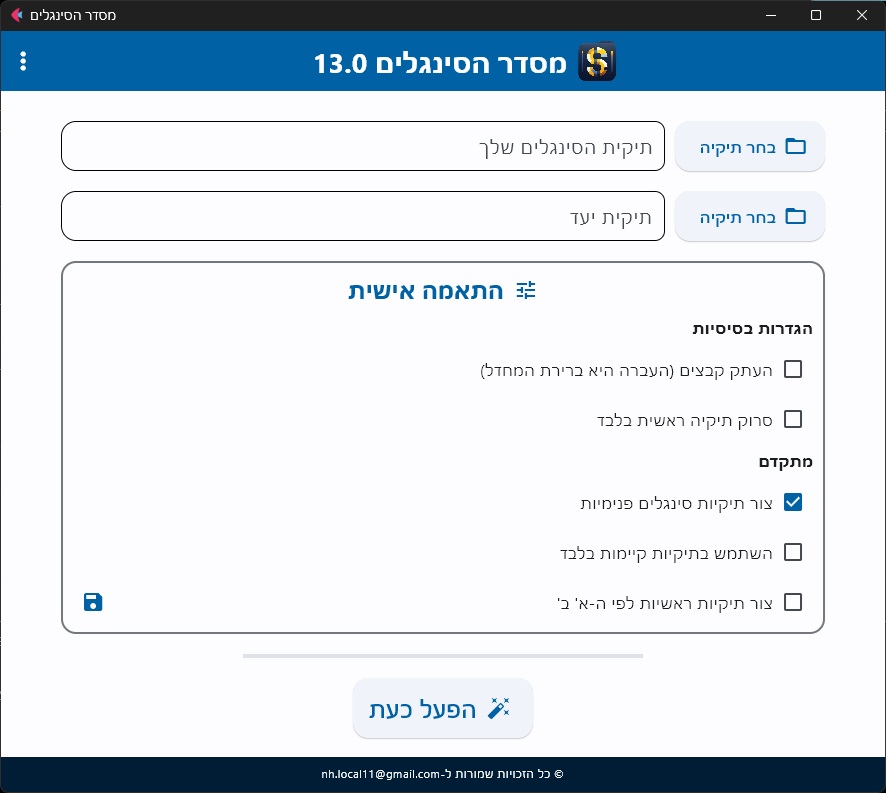 מסדר הסינגלים
מסדר הסינגלים 13.0
בחר תיקיה
תיקית הסינגלים שלך
בחר תיקיה
תיקית יעד
התאמה אישית
הגדרות בסיסיות
העתק קבצים (העברה היא ברירת המחדל)
סרוק תיקיה ראשית בלבד
מתקדם
צור תיקיות סינגלים פנימיות
השתמש בתיקיות קיימות בלבד
צור תיקיות ראשיות לפי ה-א' ב'
הפעל כעת
© כל הזכויות שמורות ל-nh.local11@gmail.com